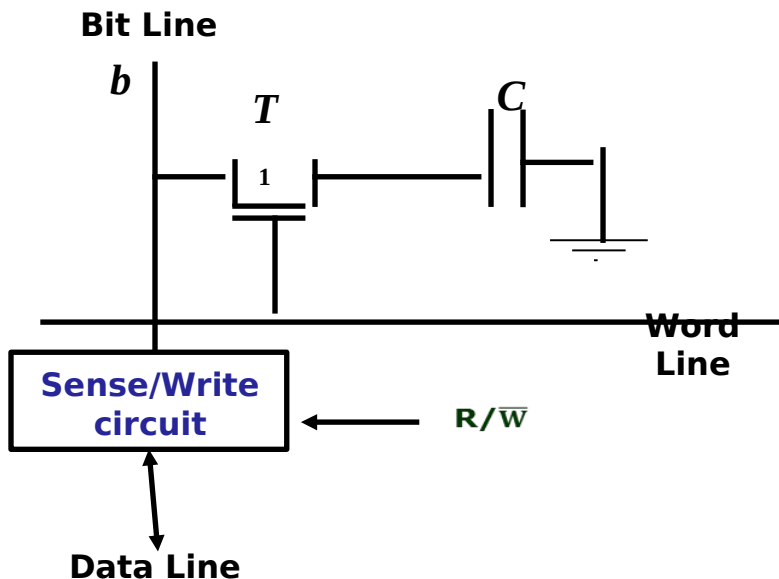 Bit Line
b
T
C
1
Word
Line
Sense/Write
circuit
R/W̅
Data Line